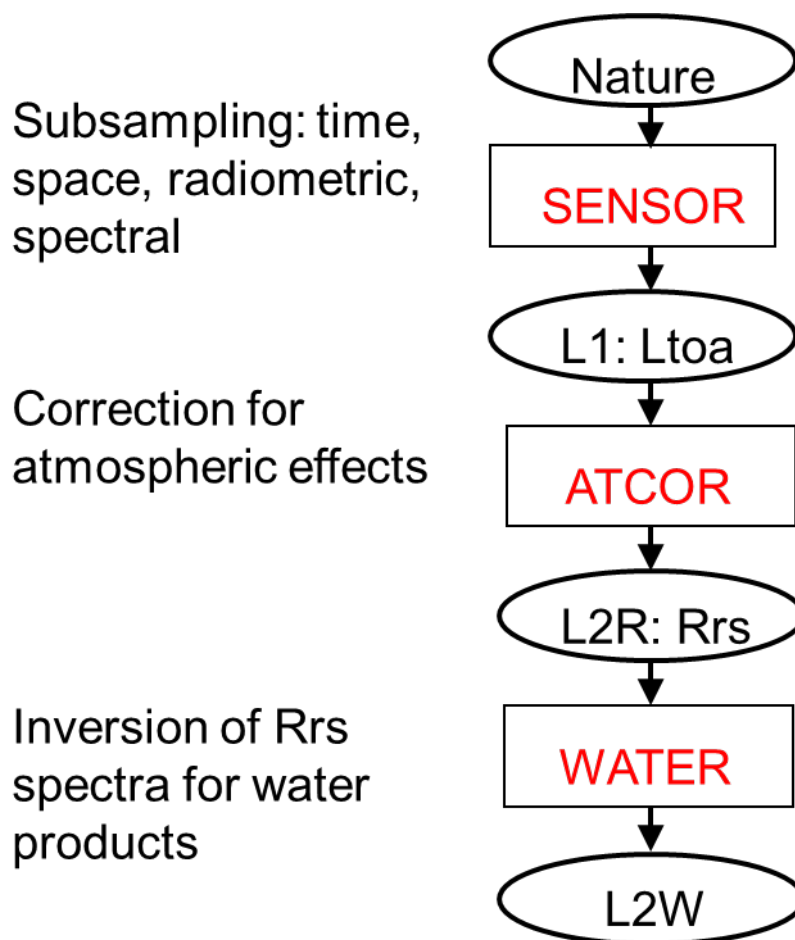 Nature
Subsampling: time,
space, radiometric,
spectral
SENSOR
L1: Ltoa
Correction for
atmospheric effects
ATCOR
L2R: Rrs
Inversion of Rrs
spectra for water
products
WATER
L2W